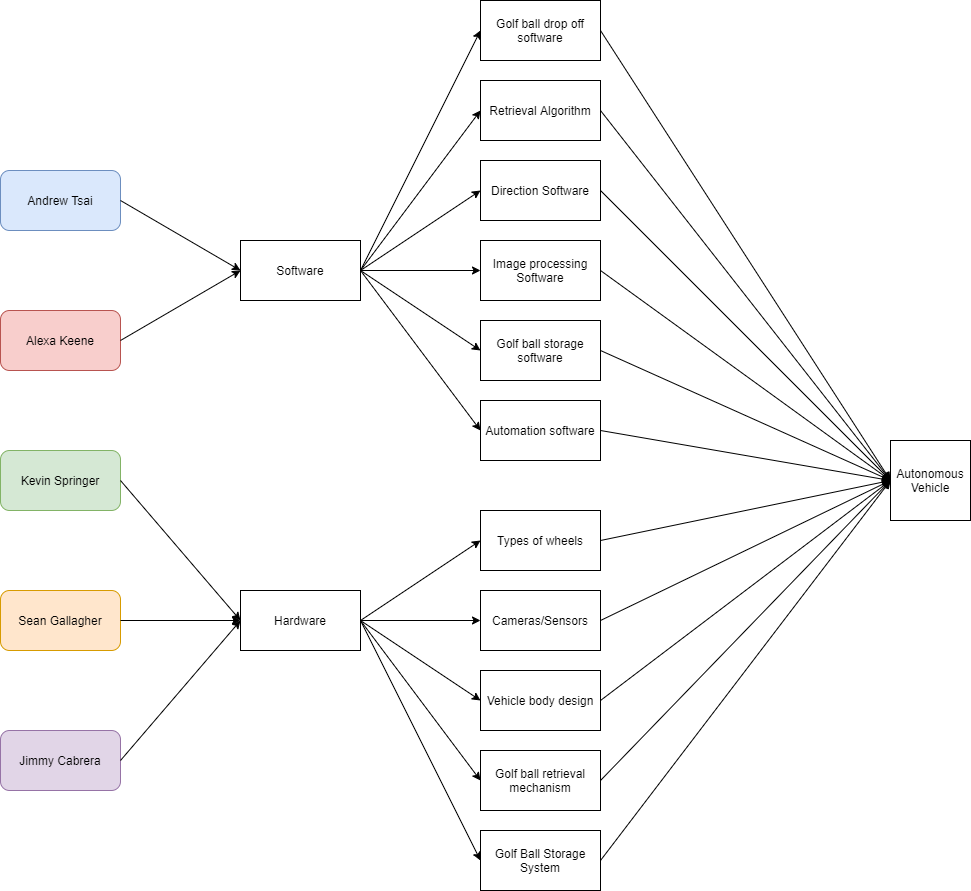 Golf ball drop off
software
Retrieval Algorithm
Andrew Tsai
Direction Software
Software
Image processing
Software
Alexa Keene
Golf ball storage
software
Automation software
Kevin Springer
Autonomous
Vehicle
Types of wheels
Sean Gallagher
Hardware
Cameras/Sensors
Vehicle body design
Jimmy Cabrera
Golf ball retrieval
mechanism
Golf Ball Storage
System